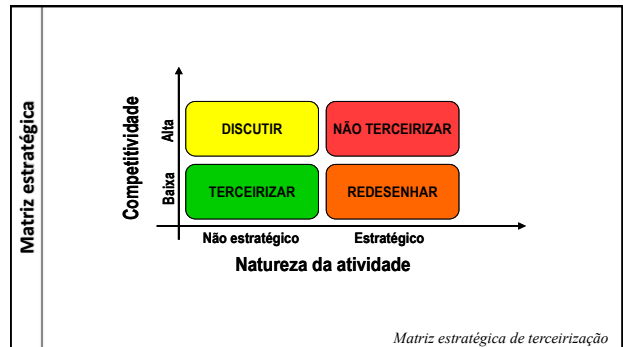 Matriz estratégica
Competitividade
Alta
Baixa
DISCUTIR
NÃO TERCEIRIZAR
TERCEIRIZAR
REDESENHAR
Não estratégico
Estratégico
Natureza da atividade
Matriz estratégica de terceirização